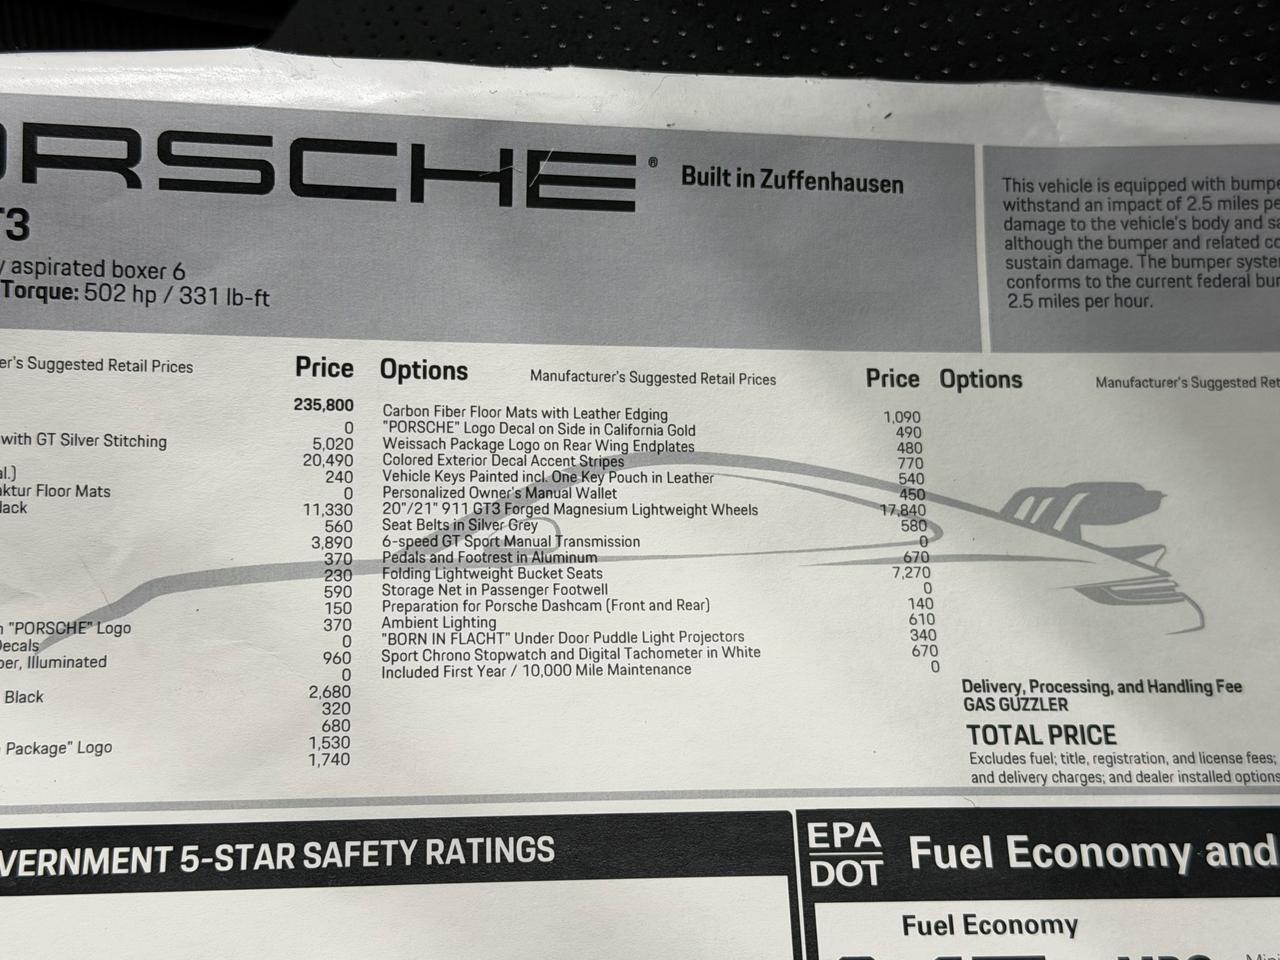 ORSCHE® Built in Zuffenhausen
T3
aspirated boxer 6
Torque: 502 hp / 331 lb-ft
This vehicle is equipped with bumpe
withstand an impact of 2.5 miles pe
damage to the vehicle's body and sa
although the bumper and related co
sustain damage. The bumper syste
conforms to the current federal bu
2.5 miles per hour.
er's Suggested Retail Prices Price
235,800
0
with GT Silver Stitching 5,020
20,490
al.) 240
ktur Floor Mats 0
lack 11,330
560
3,890
370
230
590
150
"PORSCHE" Logo 370
Decals 0
per, Illuminated 960
0
Black 2,680
320
680
1,530
Package" Logo 1,740
Options Manufacturer's Suggested Retail Prices Price
Carbon Fiber Floor Mats with Leather Edging 1,090
"PORSCHE" Logo Decal on Side in California Gold 490
Weissach Package Logo on Rear Wing Endplates 480
Colored Exterior Decal Accent Stripes 770
Vehicle Keys Painted incl. One Key Pouch in Leather 540
Personalized Owner's Manual Wallet 450
20"/21" 911 GT3 Forged Magnesium Lightweight Wheels 17,840
Seat Belts in Silver Grey 580
6-speed GT Sport Manual Transmission 0
Pedals and Footrest in Aluminum 670
Folding Lightweight Bucket Seats 7,270
Storage Net in Passenger Footwell 0
Preparation for Porsche Dashcam (Front and Rear) 140
Ambient Lighting 610
"BORN IN FLACHT" Under Door Puddle Light Projectors 340
Sport Chrono Stopwatch and Digital Tachometer in White 670
Included First Year / 10,000 Mile Maintenance 0
Options Manufacturer's Suggested Ret
Delivery, Processing, and Handling Fee
GAS GUZZLER
TOTAL PRICE
Excludes fuel; title, registration, and license fees;
and delivery charges; and dealer installed options
VERNMENT 5-STAR SAFETY RATINGS
EPA
DOT
Fuel Economy and
Fuel Economy